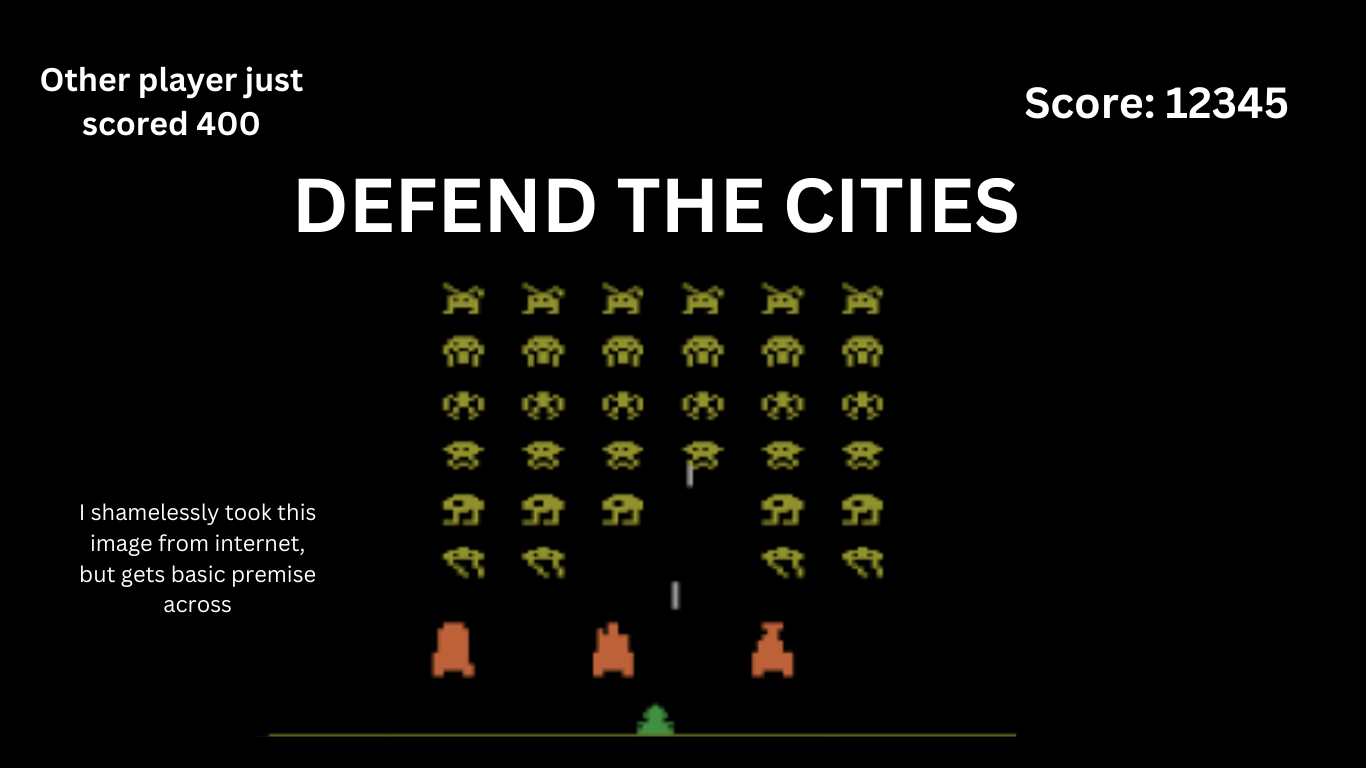 Other player just
scored 400
Score: 12345
DEFEND THE CITIES
I shamelessly took this
image from internet,
but gets basic premise
across